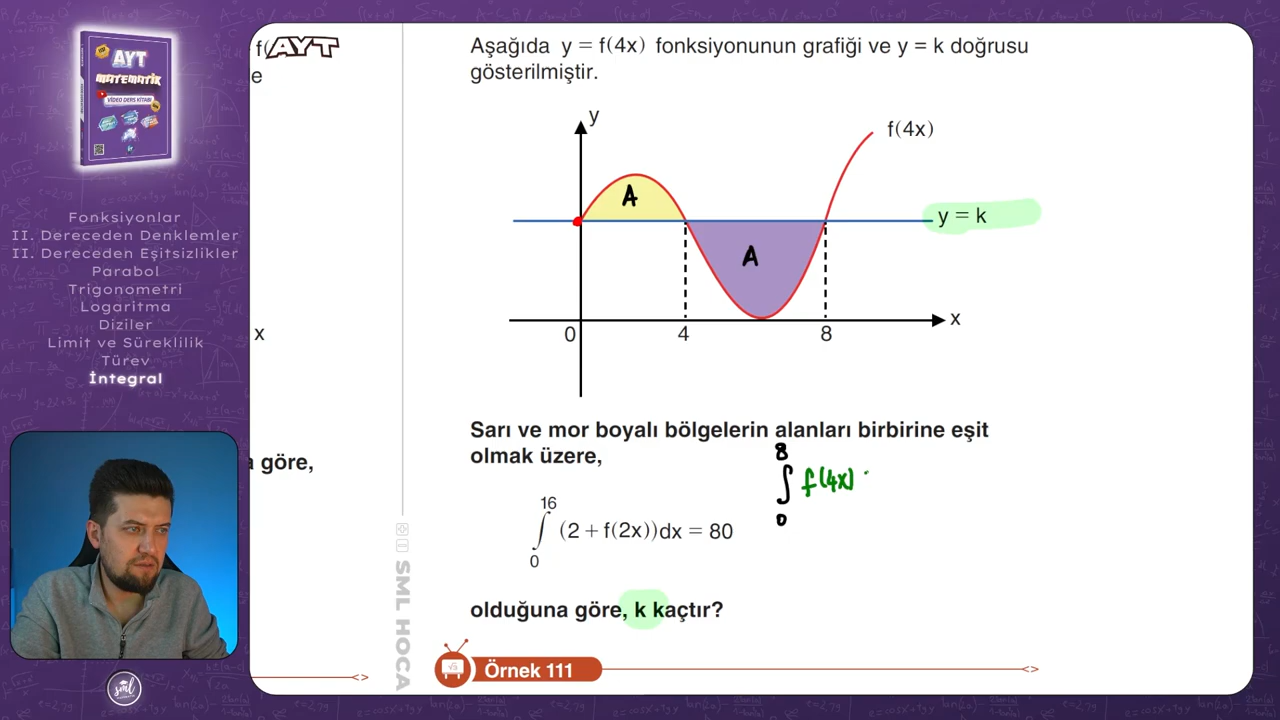 f(AYT
e
AYT
MATEMATİK
VİDEO DERS KİTABI
Fonksiyonlar
II. Dereceden Denklemler
II. Dereceden Eşitsizlikler
Parabol
Trigonometri
Logaritma
Diziler
Limit ve Süreklilik
Türev
İntegral
x
a göre,
SML HOCA
sml
Aşağıda y = f(4x) fonksiyonunun grafiği ve y = k doğrusu
gösterilmiştir.
y
f(4x)
A
y = k
A
0 4 8 x
Sarı ve mor boyalı bölgelerin alanları birbirine eşit
olmak üzere,
8
∫ f(4x)
0
16
∫ (2 + f(2x))dx = 80
0
olduğuna göre, k kaçtır?
√5 Örnek 111